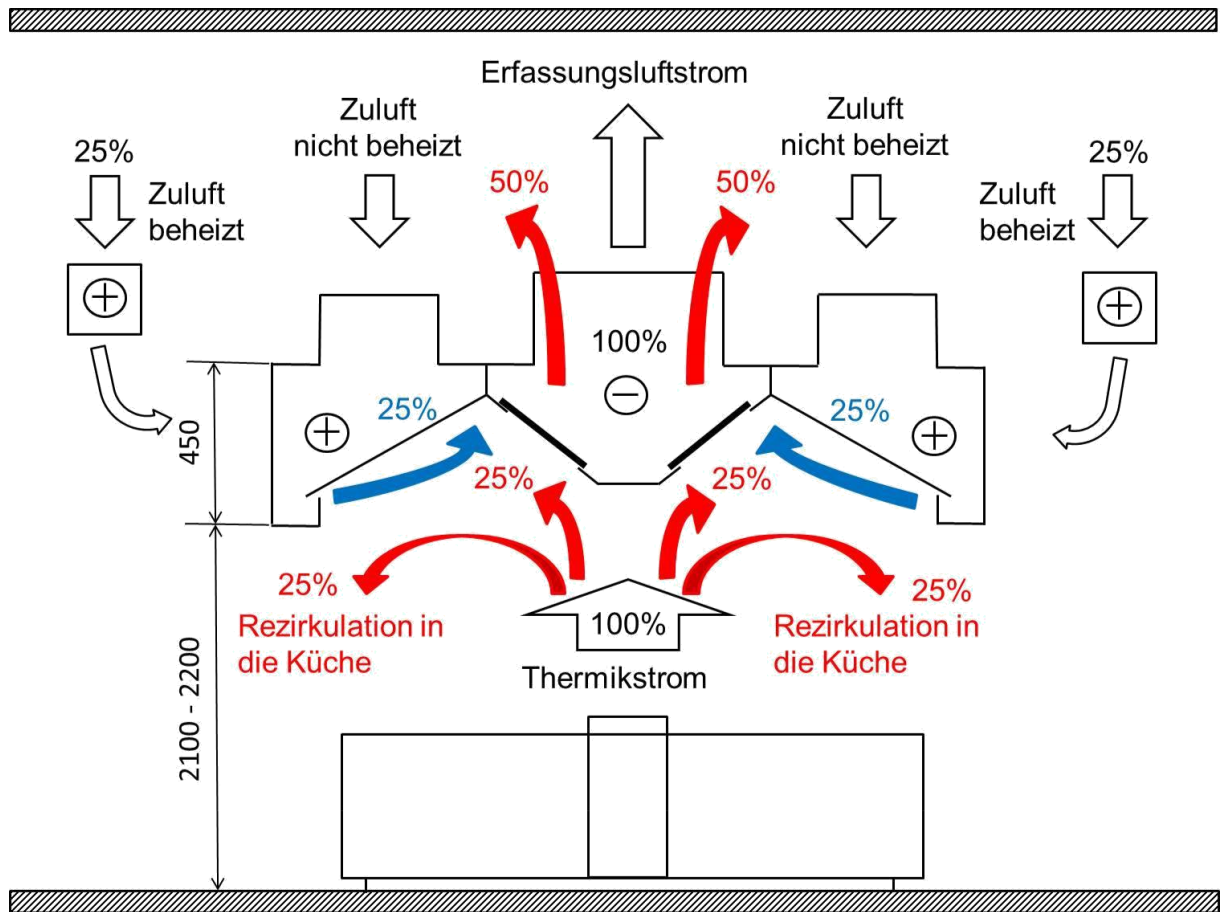 Erfassungsluftstrom
Zuluft
nicht beheizt
Zuluft
nicht beheizt
25%
25%
Zuluft
beheizt
50%
50%
Zuluft
beheizt
+
+
100%
−
25%
25%
+
+
450
25%
25%
25%
25%
Rezirkulation in
die Küche
100%
Rezirkulation in
die Küche
Thermikstrom
2100 - 2200